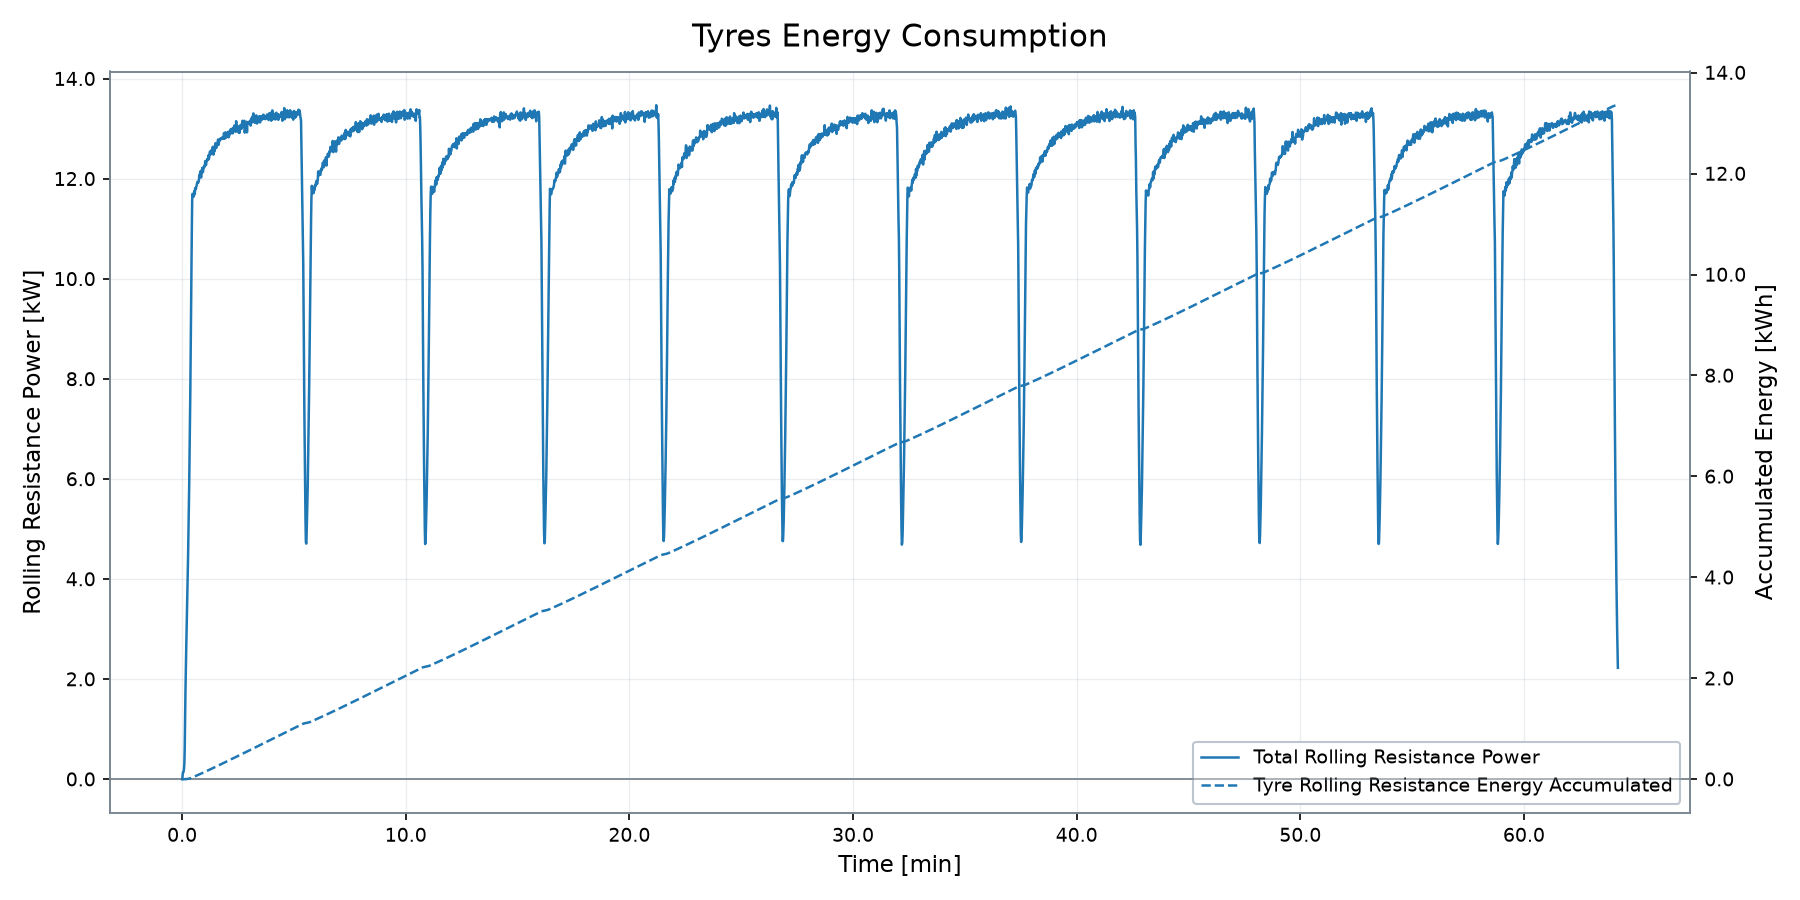 Tyres Energy Consumption
14.0
12.0
10.0
8.0
6.0
4.0
2.0
0.0
Rolling Resistance Power [kW]
14.0
12.0
10.0
8.0
6.0
4.0
2.0
0.0
Accumulated Energy [kWh]
Total Rolling Resistance Power
Tyre Rolling Resistance Energy Accumulated
0.0 10.0 20.0 30.0 40.0 50.0 60.0
Time [min]